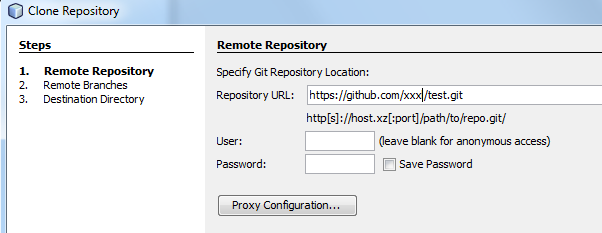 Clone Repository
Steps
1. Remote Repository
2. Remote Branches
3. Destination Directory
Remote Repository
Specify Git Repository Location:
Repository URL: https://github.com/xxx/test.git
http[s]://host.xz[:port]/path/to/repo.git/
User: (leave blank for anonymous access)
Password: Save Password
Proxy Configuration...